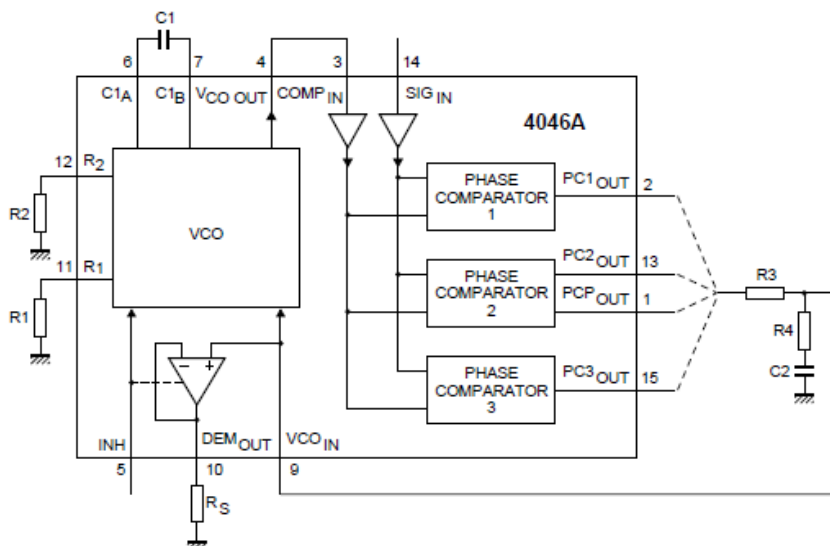 C1
6 7 4 3 14
C1A C1B VCO OUT COMPIN SIGIN
4046A
12 R2
R2
11 R1
R1
VCO
PHASE COMPARATOR 1
PC1OUT 2
PHASE COMPARATOR 2
PC2OUT 13
PCPOUT 1
PHASE COMPARATOR 3
PC3OUT 15
R3
R4
C2
− +
INH DEMOUT VCOIN
5 10 9
RS